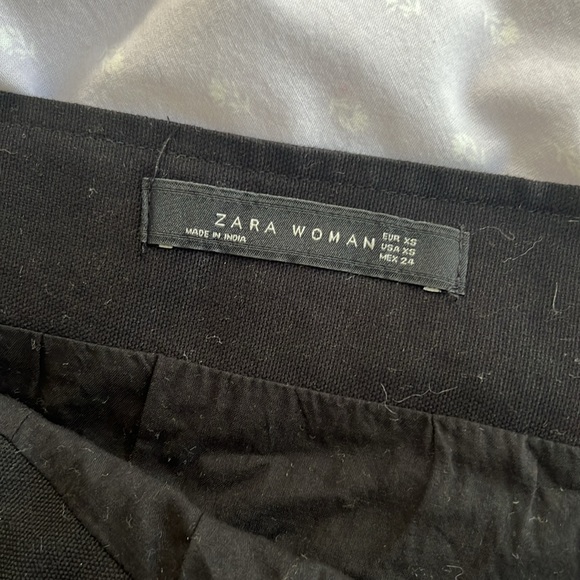 ZARA WOMAN
MADE IN INDIA
EUR XS
USA XS
MEX 24